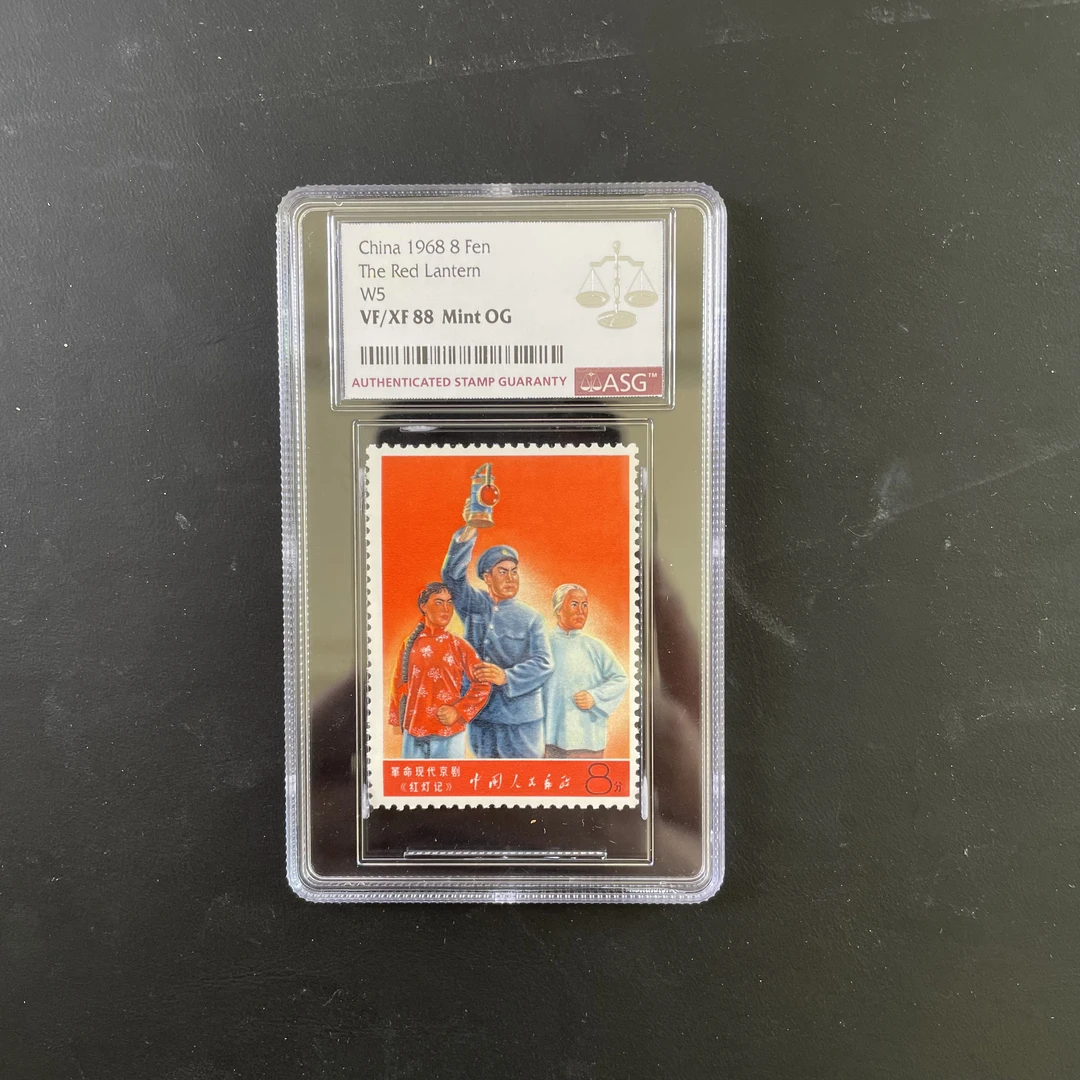 China 1968 8 Fen
The Red Lantern
W5
VF/XF 88 Mint OG
AUTHENTICATED STAMP GUARANTY ASG™
革命现代京剧
《红灯记》
中国人民邮政
8分